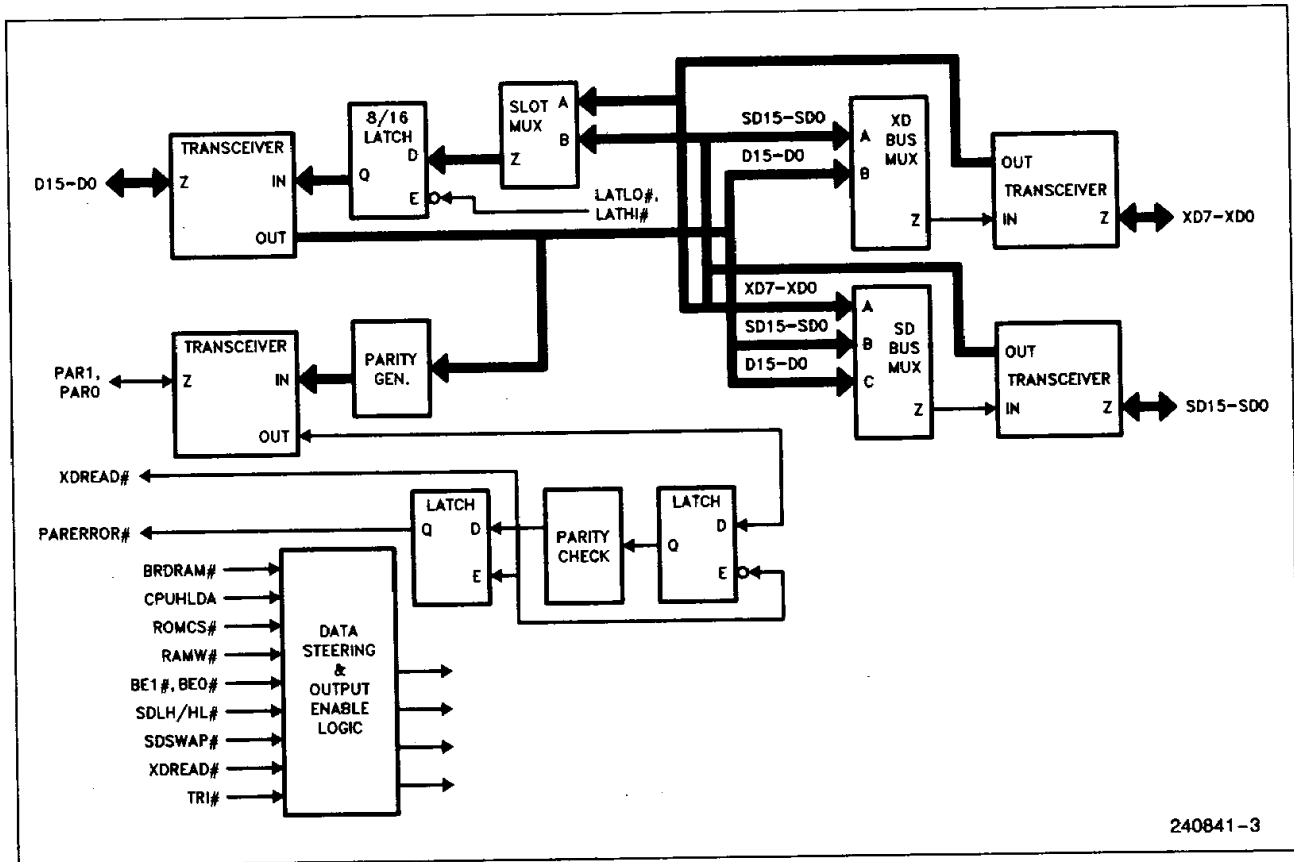 D15-D0
TRANSCEIVER
Z
IN
OUT
8/16
LATCH
D
Q
E
SLOT
MUX
A
B
Z
LATLO#,
LATHI#
SD15-SD0
D15-D0
XD
BUS
MUX
A
B
Z
OUT
TRANSCEIVER
IN
Z
XD7-XD0
XD7-XD0
SD15-SD0
D15-D0
A
B
C
SD
BUS
MUX
Z
OUT
TRANSCEIVER
IN
Z
SD15-SD0
PAR1,
PAR0
TRANSCEIVER
Z
IN
OUT
PARITY
GEN.
XDREAD#
PARERROR#
LATCH
Q
D
E
PARITY
CHECK
LATCH
D
Q
E
BRDRAM#
CPUHLDA
ROMCS#
RAMW#
BE1#,BE0#
SDLH/HL#
SDSWAP#
XDREAD#
TRI#
DATA
STEERING
&
OUTPUT
ENABLE
LOGIC
240841-3